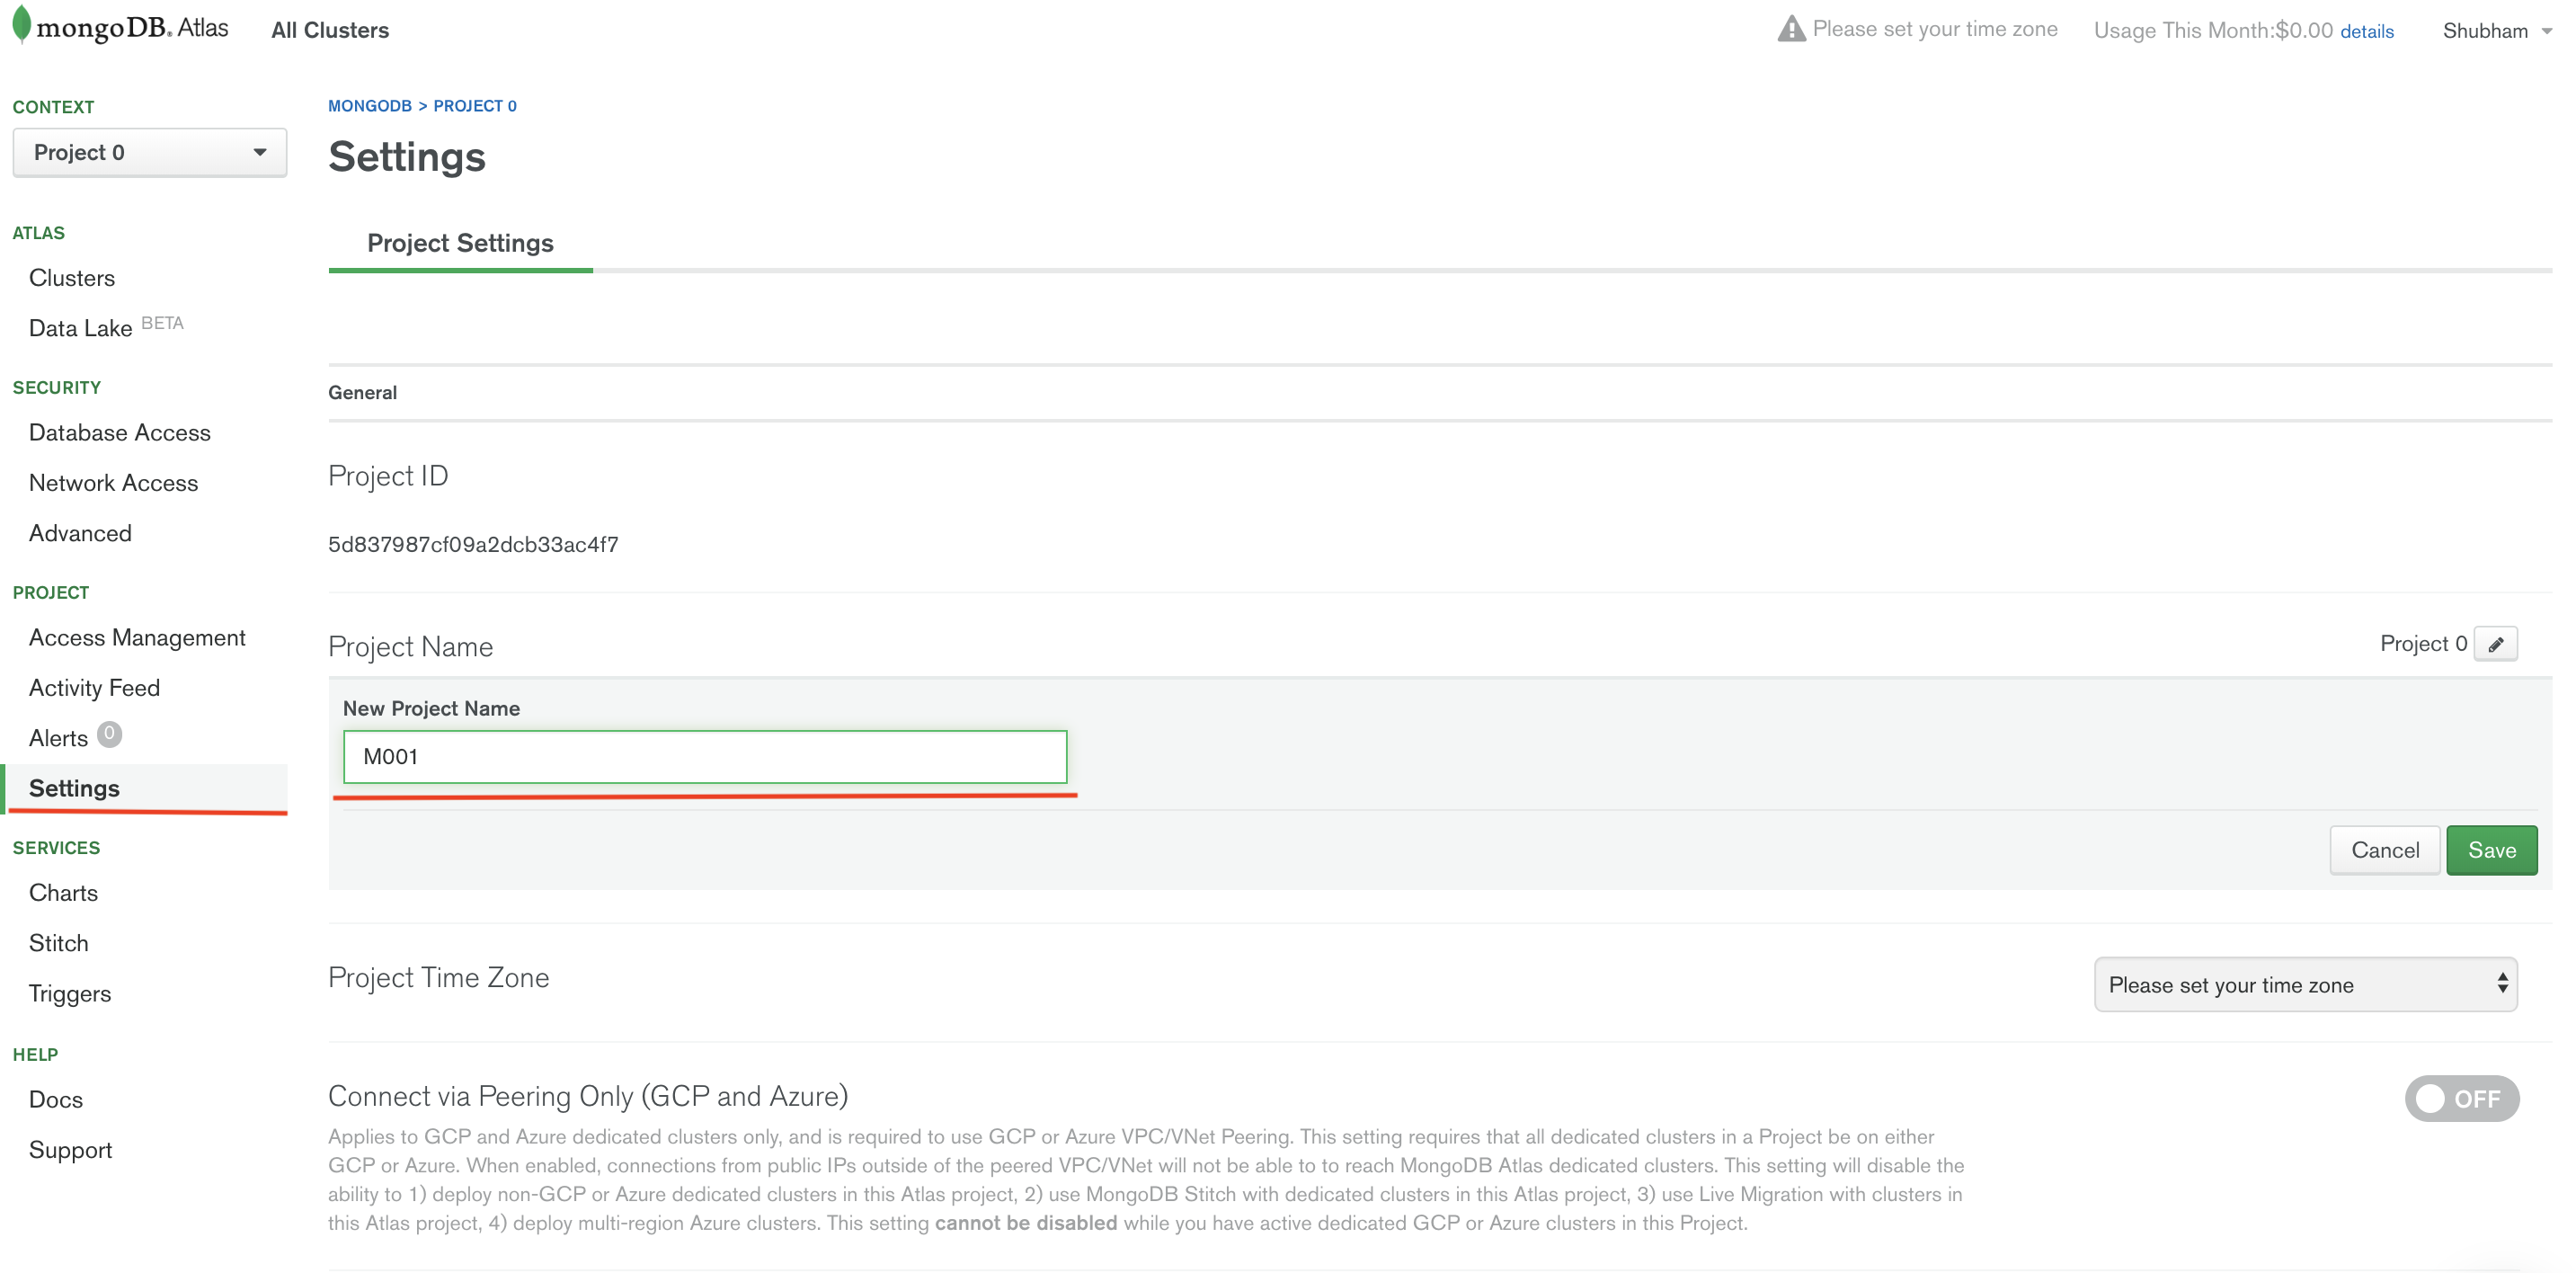 mongoDB. Atlas
All Clusters
Please set your time zone
Usage This Month:$0.00 details
Shubham
CONTEXT
Project 0
ATLAS
Clusters
Data Lake BETA
SECURITY
Database Access
Network Access
Advanced
PROJECT
Access Management
Activity Feed
Alerts 0
Settings
SERVICES
Charts
Stitch
Triggers
HELP
Docs
Support
MONGODB > PROJECT 0
Settings
Project Settings
General
Project ID
5d837987cf09a2dcb33ac4f7
Project Name
Project 0
New Project Name
M001
Cancel
Save
Project Time Zone
Please set your time zone
Connect via Peering Only (GCP and Azure)
OFF
Applies to GCP and Azure dedicated clusters only, and is required to use GCP or Azure VPC/VNet Peering. This setting requires that all dedicated clusters in a Project be on either
GCP or Azure. When enabled, connections from public IPs outside of the peered VPC/VNet will not be able to to reach MongoDB Atlas dedicated clusters. This setting will disable the
ability to 1) deploy non-GCP or Azure dedicated clusters in this Atlas project, 2) use MongoDB Stitch with dedicated clusters in this Atlas project, 3) use Live Migration with clusters in
this Atlas project, 4) deploy multi-region Azure clusters. This setting cannot be disabled while you have active dedicated GCP or Azure clusters in this Project.